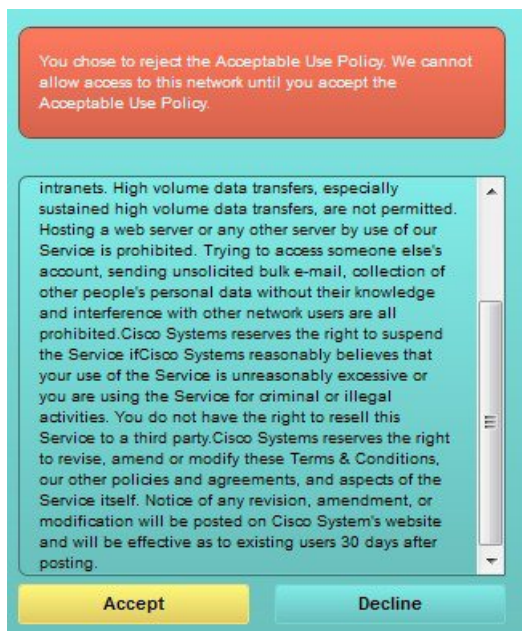 You chose to reject the Acceptable Use Policy. We cannot
allow access to this network until you accept the
Acceptable Use Policy.
intranets. High volume data transfers, especially
sustained high volume data transfers, are not permitted.
Hosting a web server or any other server by use of our
Service is prohibited. Trying to access someone else's
account, sending unsolicited bulk e-mail, collection of
other people's personal data without their knowledge
and interference with other network users are all
prohibited.Cisco Systems reserves the right to suspend
the Service ifCisco Systems reasonably believes that
your use of the Service is unreasonably excessive or
you are using the Service for criminal or illegal
activities. You do not have the right to resell this
Service to a third party.Cisco Systems reserves the right
to revise, amend or modify these Terms & Conditions,
our other policies and agreements, and aspects of the
Service itself. Notice of any revision, amendment, or
modification will be posted on Cisco System's website
and will be effective as to existing users 30 days after
posting.
Accept
Decline